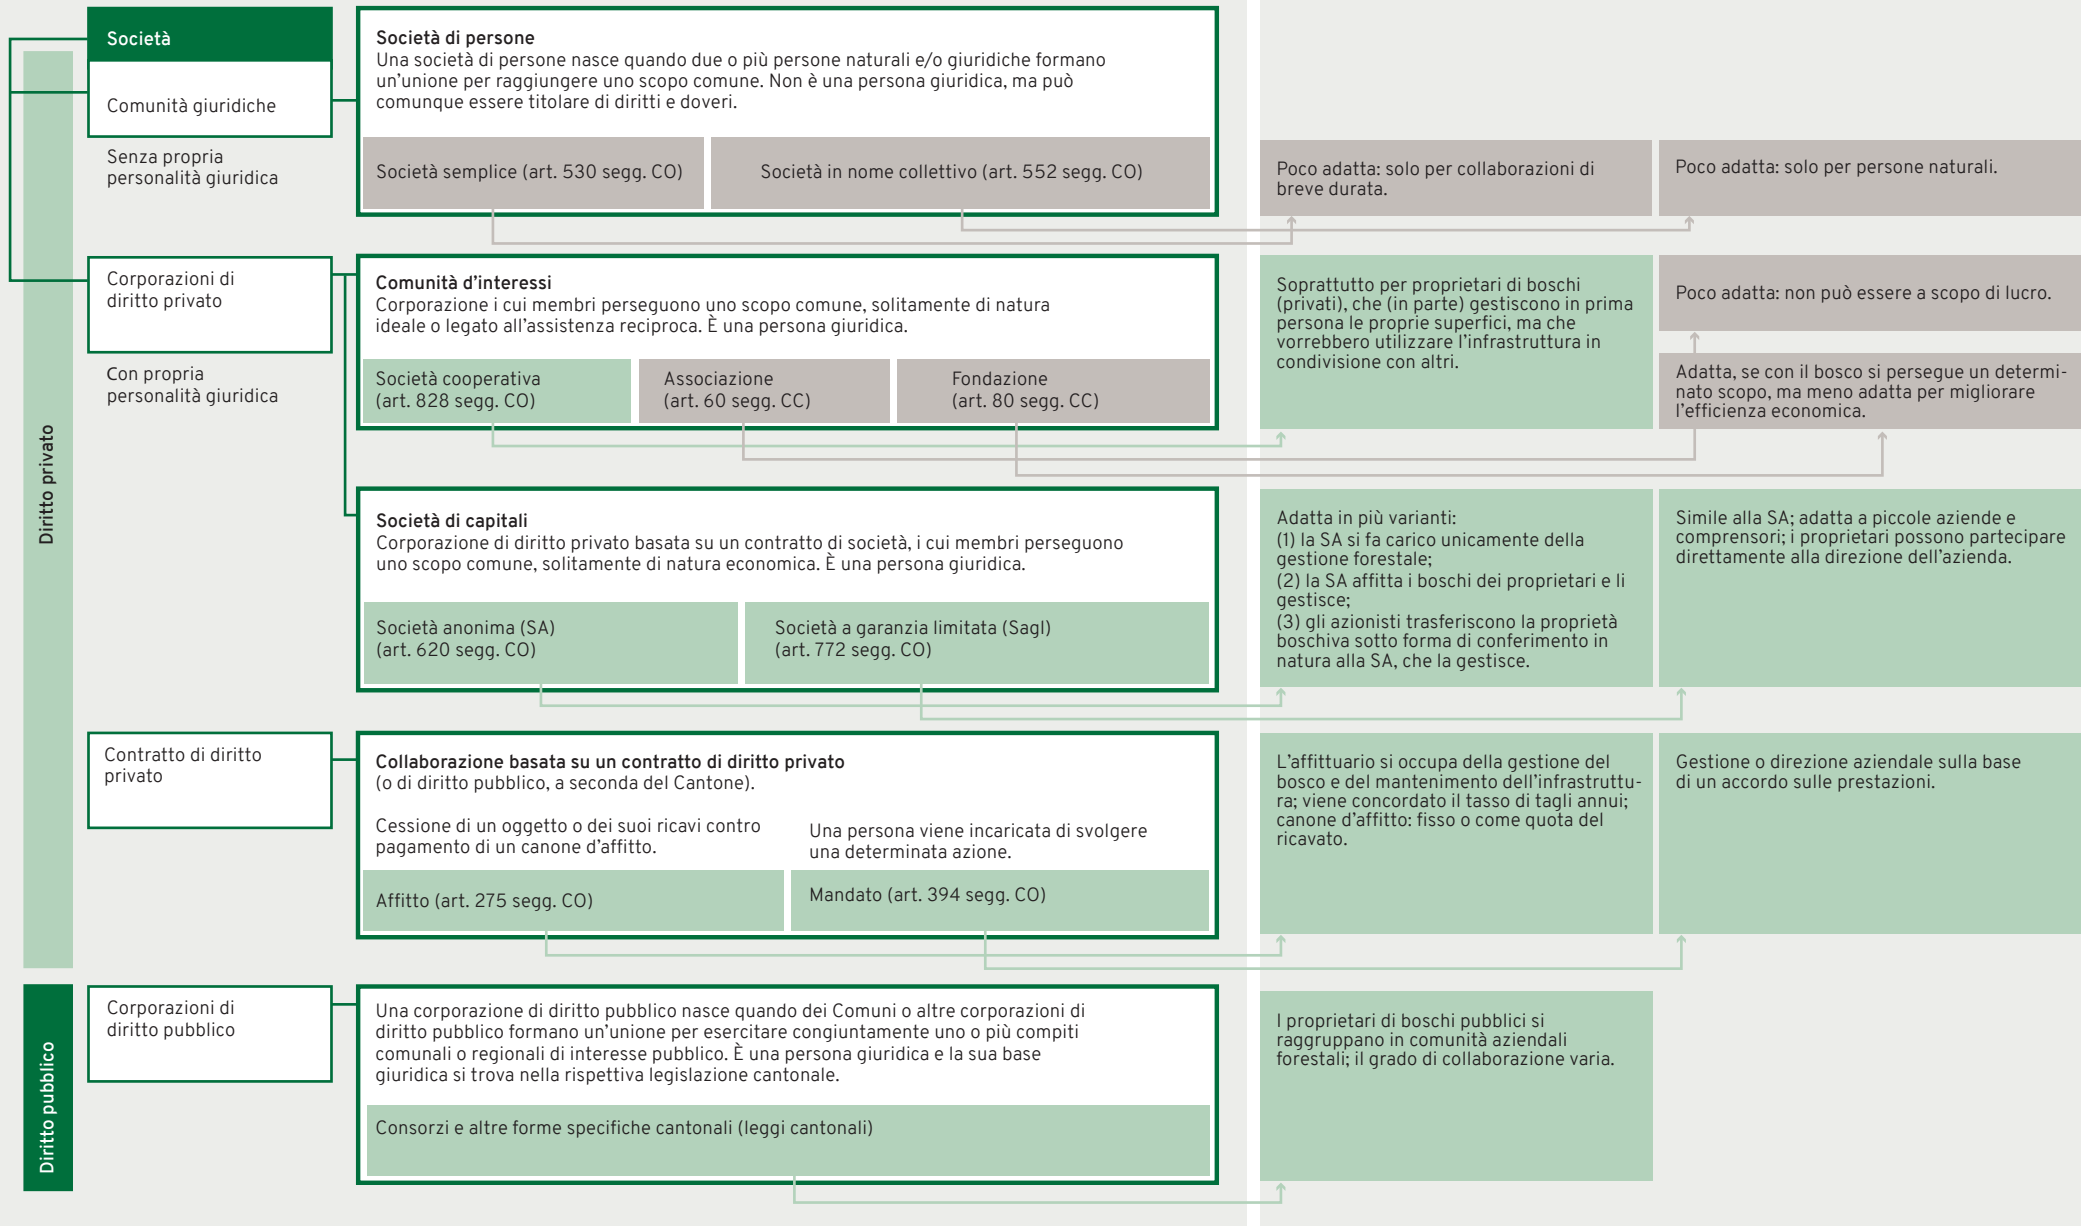 Diritto privato
Società
Comunità giuridiche
Senza propria
personalità giuridica
Società di persone
Una società di persone nasce quando due o più persone naturali e/o giuridiche formano
un'unione per raggiungere uno scopo comune. Non è una persona giuridica, ma può
comunque essere titolare di diritti e doveri.
Società semplice (art. 530 segg. CO)
Società in nome collettivo (art. 552 segg. CO)
Poco adatta: solo per collaborazioni di
breve durata.
Poco adatta: solo per persone naturali.
Corporazioni di
diritto privato
Con propria
personalità giuridica
Comunità d'interessi
Corporazione i cui membri perseguono uno scopo comune, solitamente di natura
ideale o legato all'assistenza reciproca. È una persona giuridica.
Società cooperativa
(art. 828 segg. CO)
Associazione
(art. 60 segg. CC)
Fondazione
(art. 80 segg. CC)
Soprattutto per proprietari di boschi
(privati), che (in parte) gestiscono in prima
persona le proprie superfici, ma che
vorrebbero utilizzare l'infrastruttura in
condivisione con altri.
Poco adatta: non può essere a scopo di lucro.
Adatta, se con il bosco si persegue un determi-
nato scopo, ma meno adatta per migliorare
l'efficienza economica.
Società di capitali
Corporazione di diritto privato basata su un contratto di società, i cui membri perseguono
uno scopo comune, solitamente di natura economica. È una persona giuridica.
Società anonima (SA)
(art. 620 segg. CO)
Società a garanzia limitata (Sagl)
(art. 772 segg. CO)
Adatta in più varianti:
(1) la SA si fa carico unicamente della
gestione forestale;
(2) la SA affitta i boschi dei proprietari e li
gestisce;
(3) gli azionisti trasferiscono la proprietà
boschiva sotto forma di conferimento in
natura alla SA, che la gestisce.
Simile alla SA; adatta a piccole aziende e
comprensori; i proprietari possono partecipare
direttamente alla direzione dell'azienda.
Contratto di diritto
privato
Collaborazione basata su un contratto di diritto privato
(o di diritto pubblico, a seconda del Cantone).
Cessione di un oggetto o dei suoi ricavi contro
pagamento di un canone d'affitto.
Una persona viene incaricata di svolgere
una determinata azione.
Affitto (art. 275 segg. CO)
Mandato (art. 394 segg. CO)
L'affittuario si occupa della gestione del
bosco e del mantenimento dell'infrastruttu-
ra; viene concordato il tasso di tagli annui;
canone d'affitto: fisso o come quota del
ricavato.
Gestione o direzione aziendale sulla base
di un accordo sulle prestazioni.
Diritto pubblico
Corporazioni di
diritto pubblico
Una corporazione di diritto pubblico nasce quando dei Comuni o altre corporazioni di
diritto pubblico formano un'unione per esercitare congiuntamente uno o più compiti
comunali o regionali di interesse pubblico. È una persona giuridica e la sua base
giuridica si trova nella rispettiva legislazione cantonale.
Consorzi e altre forme specifiche cantonali (leggi cantonali)
I proprietari di boschi pubblici si
raggruppano in comunità aziendali
forestali; il grado di collaborazione varia.